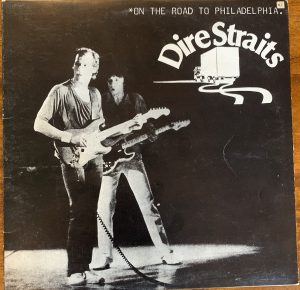 *ON THE ROAD TO PHILADELPHIA.
Dire Straits